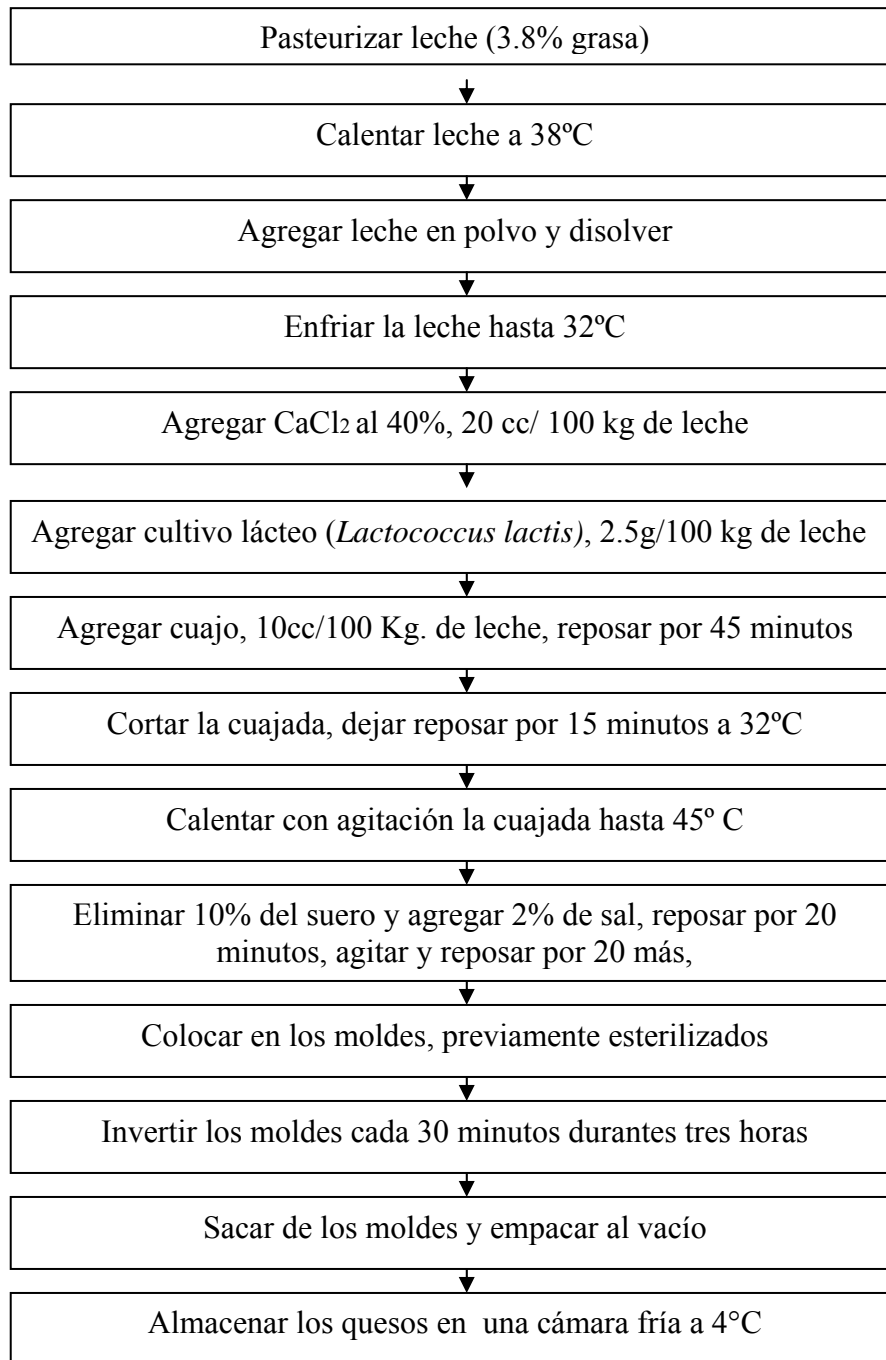 Pasteurizar leche (3.8% grasa)
Calentar leche a 38ºC
Agregar leche en polvo y disolver
Enfriar la leche hasta 32ºC
Agregar CaCl2 al 40%, 20 cc/ 100 kg de leche
Agregar cultivo lácteo (Lactococcus lactis), 2.5g/100 kg de leche
Agregar cuajo, 10cc/100 Kg. de leche, reposar por 45 minutos
Cortar la cuajada, dejar reposar por 15 minutos a 32ºC
Calentar con agitación la cuajada hasta 45º C
Eliminar 10% del suero y agregar 2% de sal, reposar por 20
minutos, agitar y reposar por 20 más,
Colocar en los moldes, previamente esterilizados
Invertir los moldes cada 30 minutos durantes tres horas
Sacar de los moldes y empacar al vacío
Almacenar los quesos en una cámara fría a 4°C